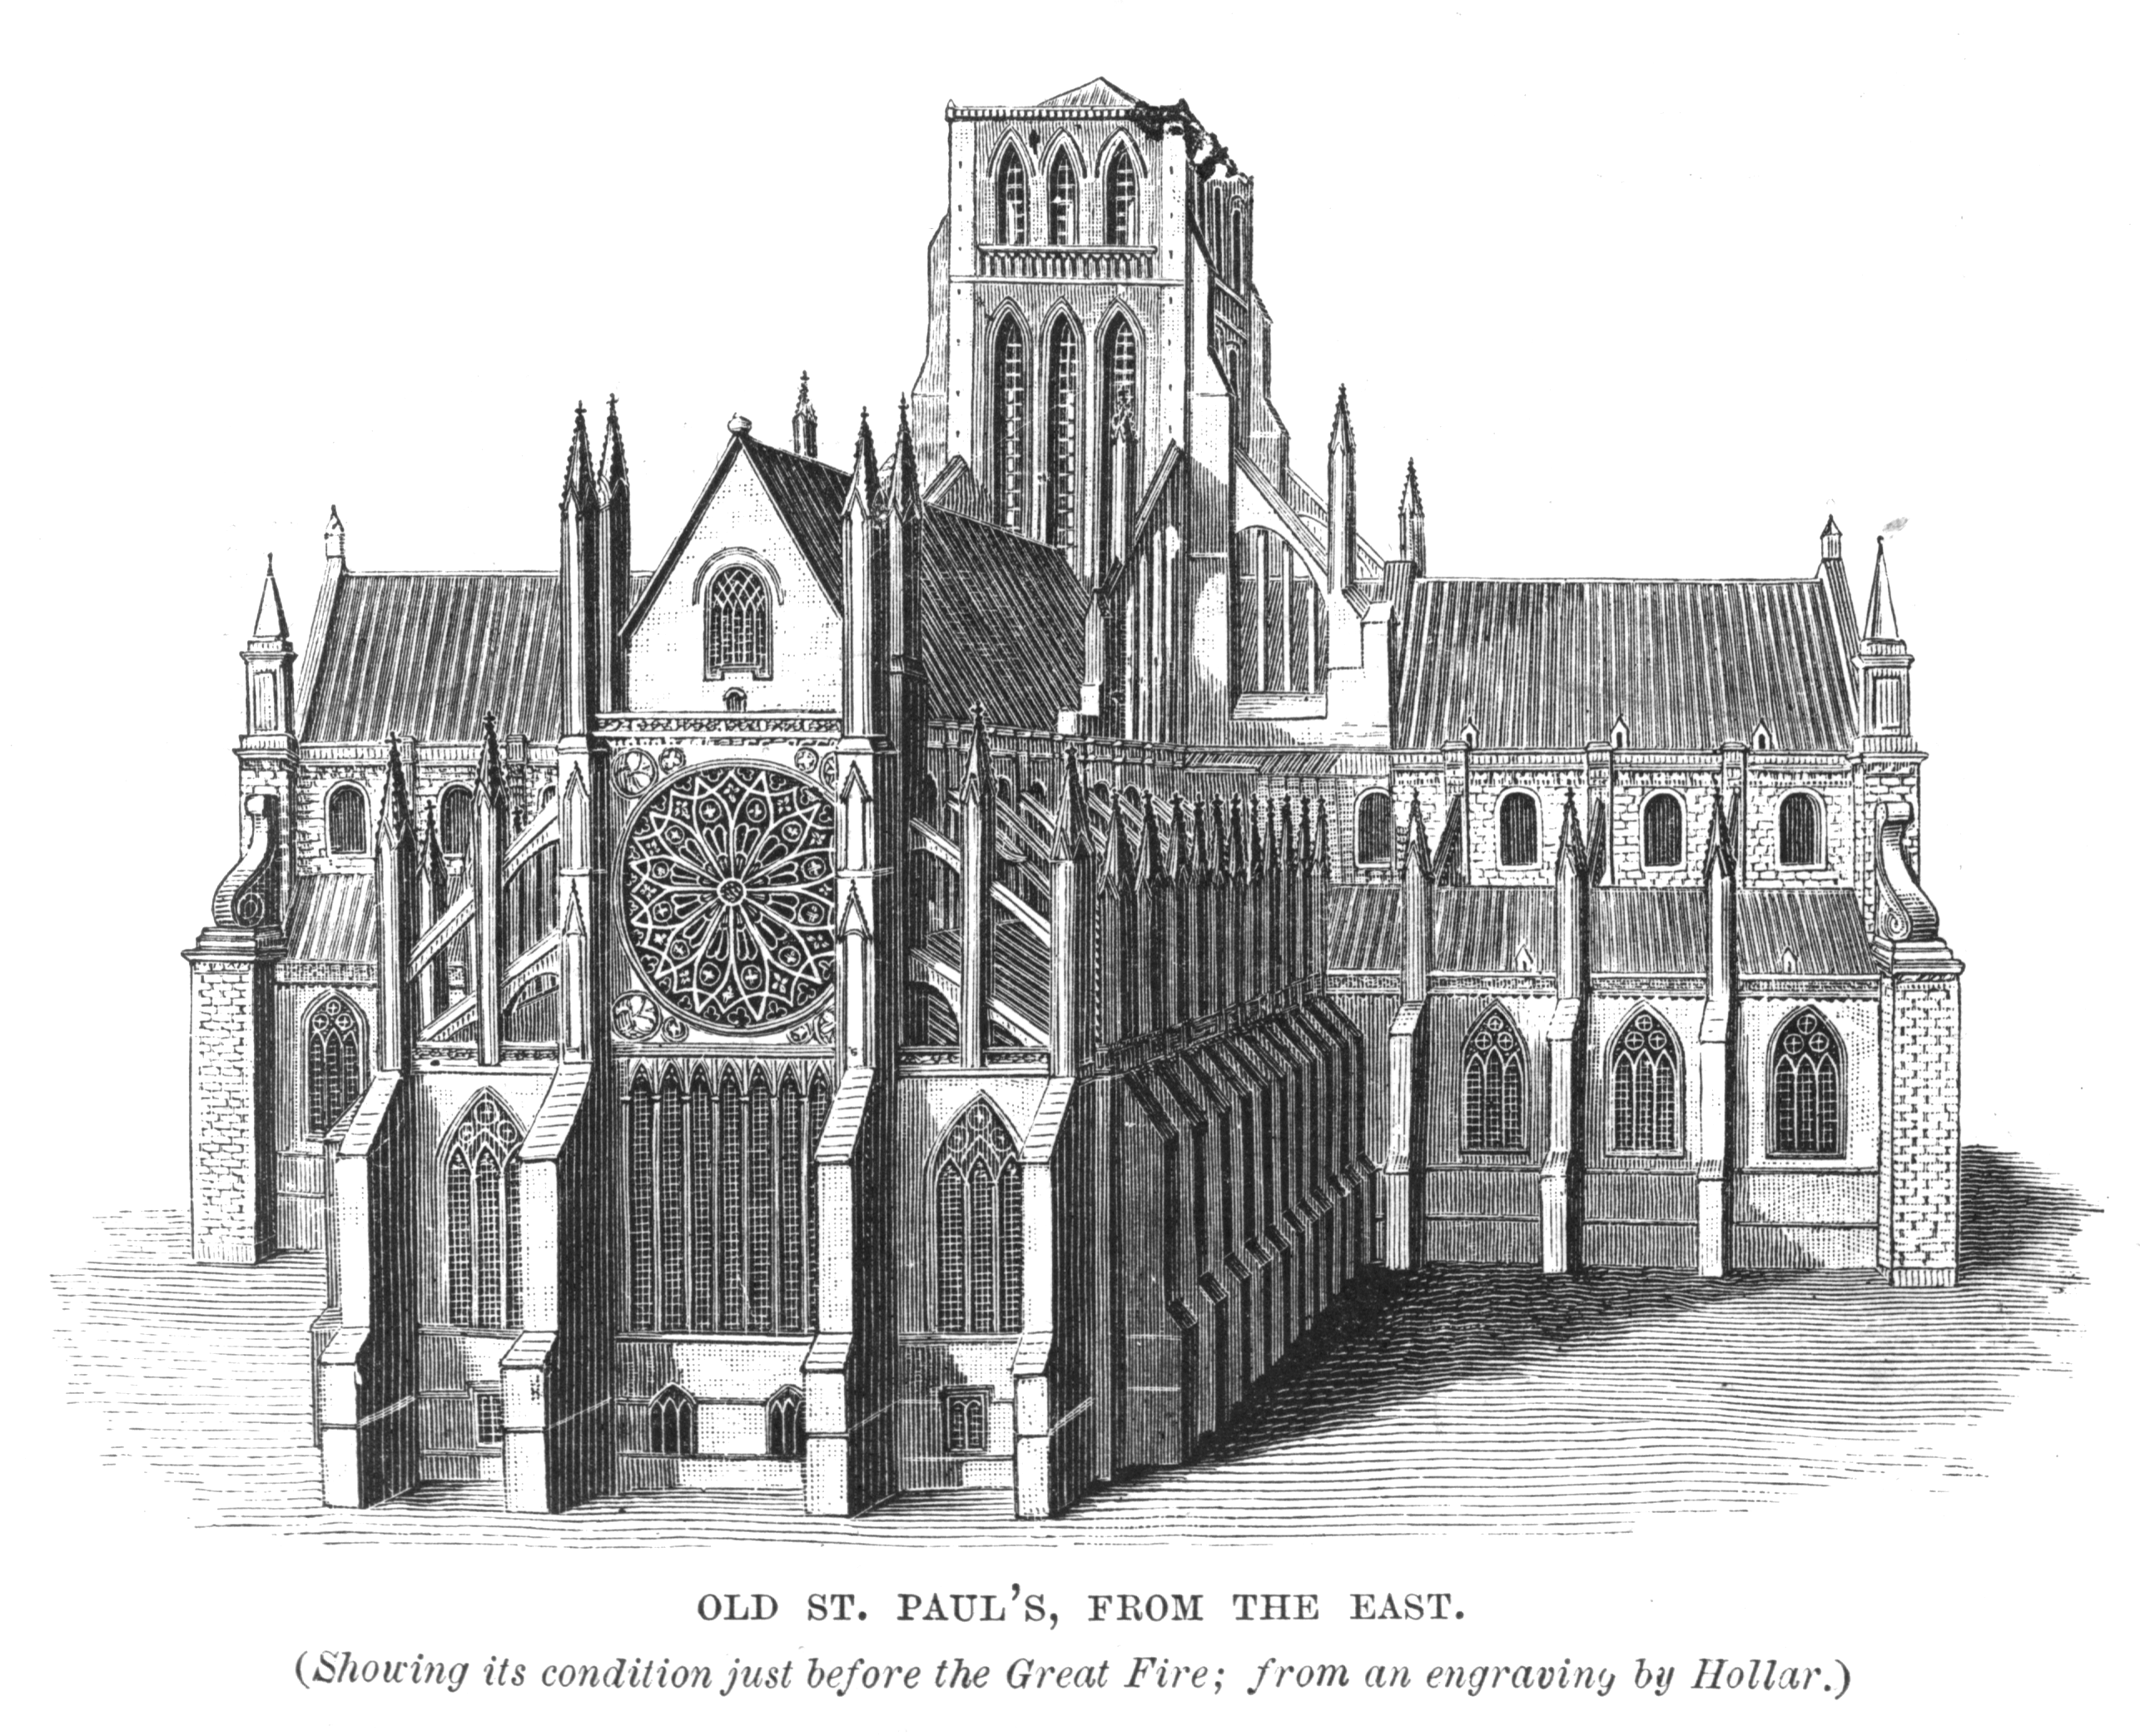 OLD ST. PAUL'S, FROM THE EAST.
(Showing its condition just before the Great Fire; from an engraving by Hollar.)